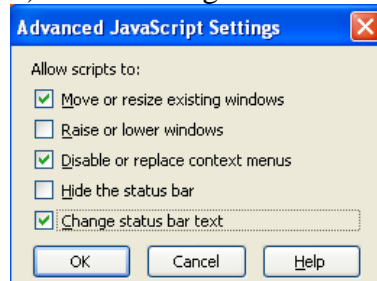 Advanced JavaScript Settings
Allow scripts to:
Move or resize existing windows
Raise or lower windows
Disable or replace context menus
Hide the status bar
Change status bar text
OK Cancel Help